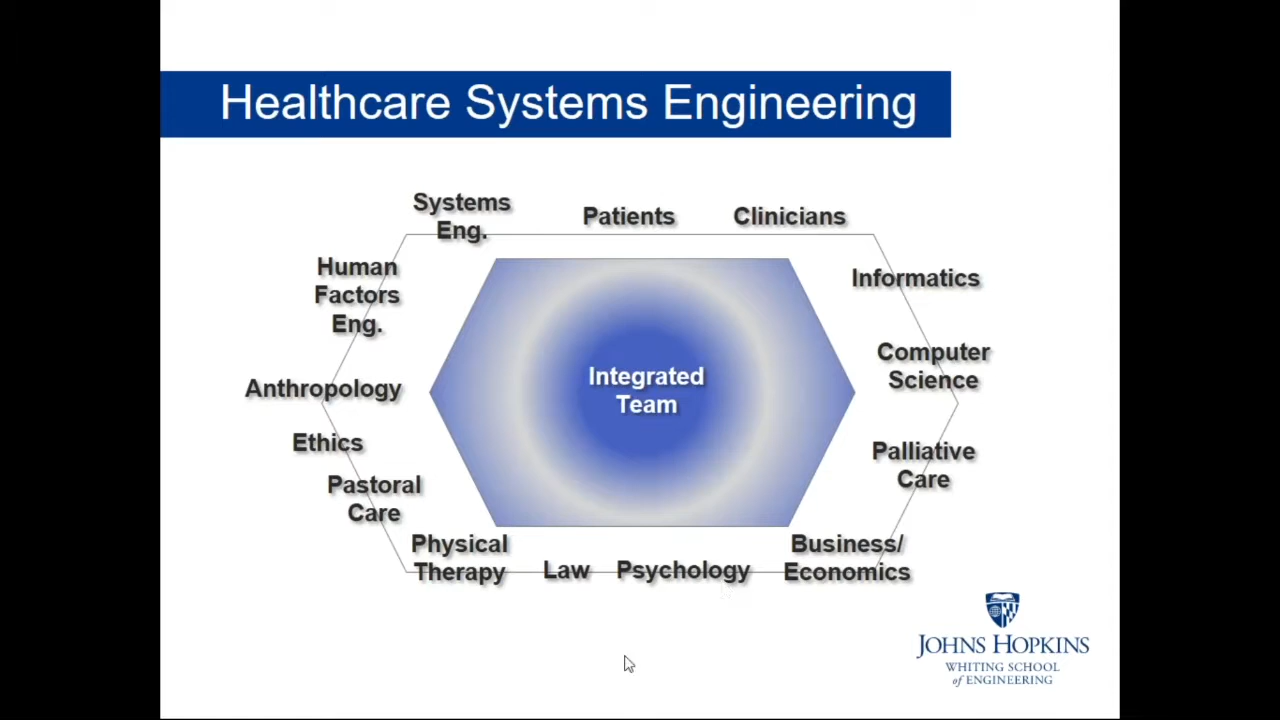 Healthcare Systems Engineering
Systems
Eng.
Patients
Clinicians
Human
Factors
Eng.
Informatics
Computer
Science
Integrated
Team
Anthropology
Ethics
Palliative
Care
Pastoral
Care
Physical
Therapy
Law
Psychology
Business/
Economics
JOHNS HOPKINS
WHITING SCHOOL
of ENGINEERING